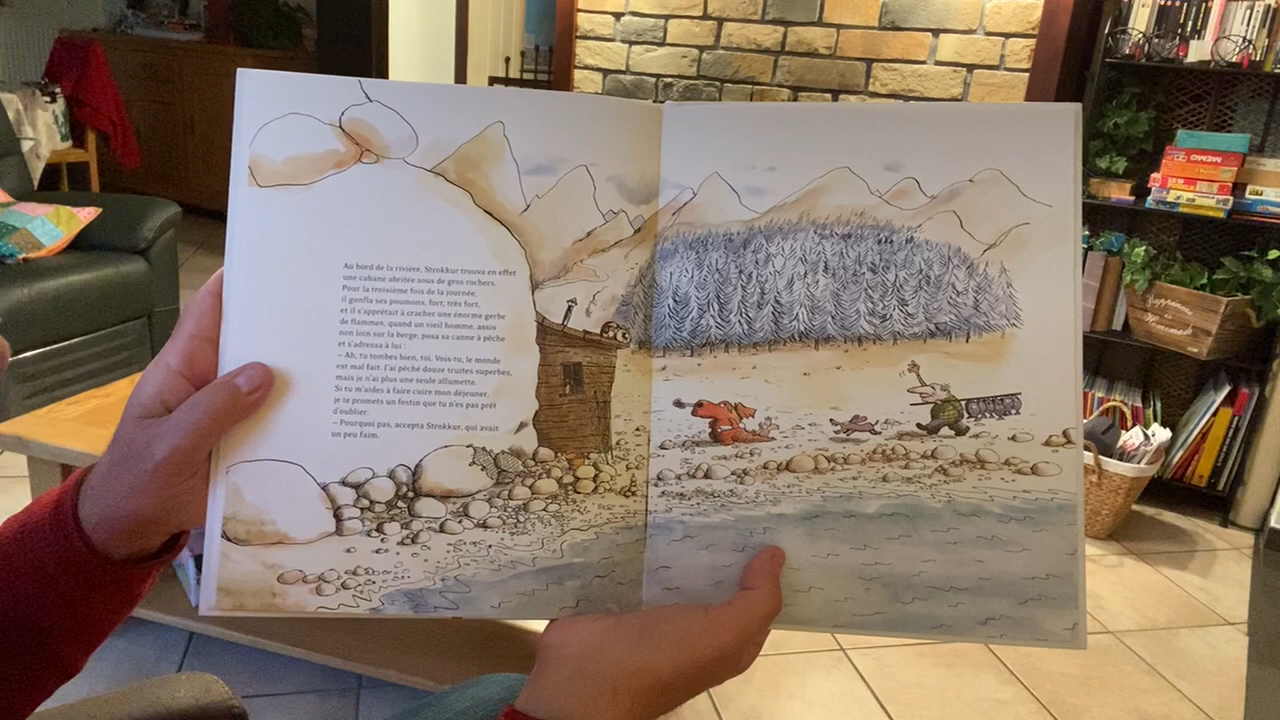 Au bord de la rivière, Strokkur trouva en effet
une cabane abritée sous de gros rochers.
Pour la troisième fois de la journée,
il gonfla ses poumons, fort, très fort,
et il s'apprêtait à cracher une énorme gerbe
de flammes, quand un vieil homme, assis
non loin sur la berge, posa sa canne à pêche
et s'adressa à lui :
– Ah, tu tombes bien, toi. Vois-tu, le monde
est mal fait. J'ai pêché douze truites superbes,
mais je n'ai plus une seule allumette.
Si tu m'aides à faire cuire mon déjeuner,
je te promets un festin que tu n'es pas prêt
d'oublier.
– Pourquoi pas, accepta Strokkur, qui avait
un peu faim.
MEMO
Happiness
is
Homemade